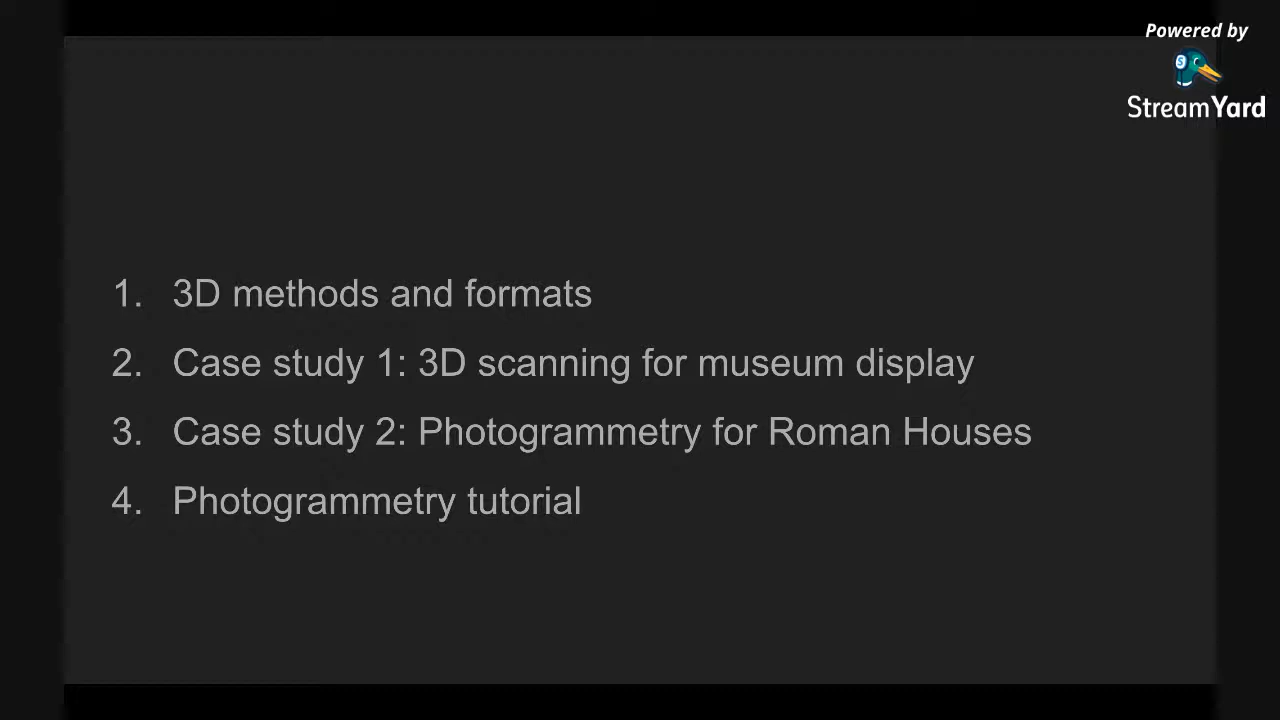 Powered by
StreamYard
1. 3D methods and formats
2. Case study 1: 3D scanning for museum display
3. Case study 2: Photogrammetry for Roman Houses
4. Photogrammetry tutorial